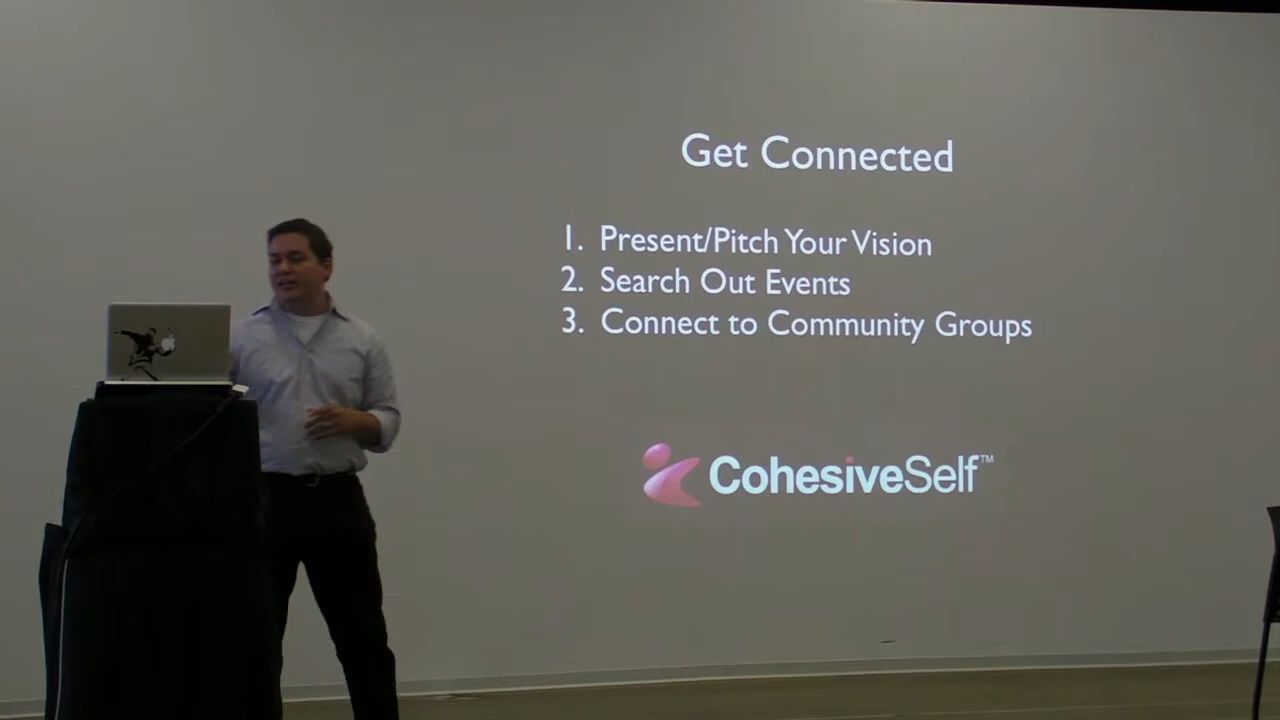 Get Connected
1. Present/Pitch Your Vision
2. Search Out Events
3. Connect to Community Groups
CohesiveSelf™